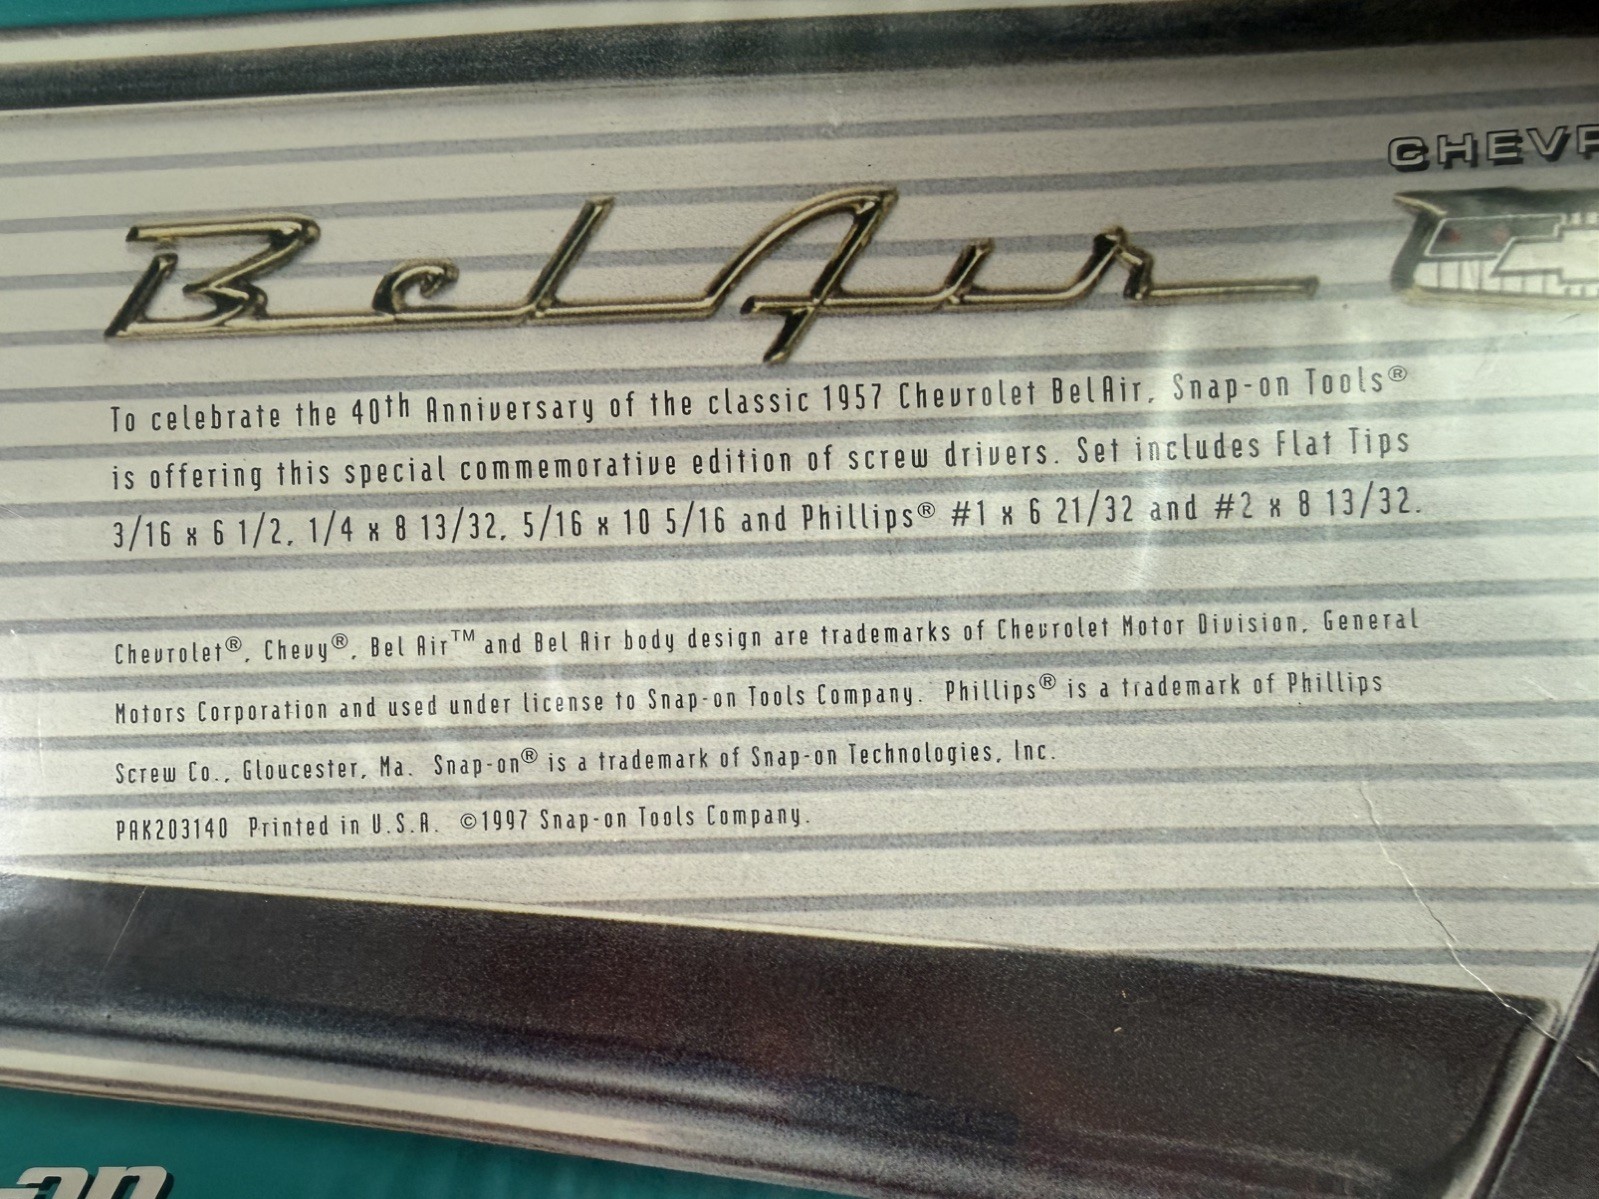 CHEVR
Bel Air
To celebrate the 40th Anniversary of the classic 1957 Chevrolet BelAir, Snap-on Tools®
is offering this special commemorative edition of screw drivers. Set includes Flat Tips
3/16 x 6 1/2, 1/4 x 8 13/32, 5/16 x 10 5/16 and Phillips® #1 x 6 21/32 and #2 x 8 13/32.
Chevrolet®, Chevy®, Bel Air™ and Bel Air body design are trademarks of Chevrolet Motor Division, General
Motors Corporation and used under license to Snap-on Tools Company. Phillips® is a trademark of Phillips
Screw Co., Gloucester, Ma. Snap-on® is a trademark of Snap-on Technologies, Inc.
PAK203140 Printed in U.S.A. ©1997 Snap-on Tools Company.